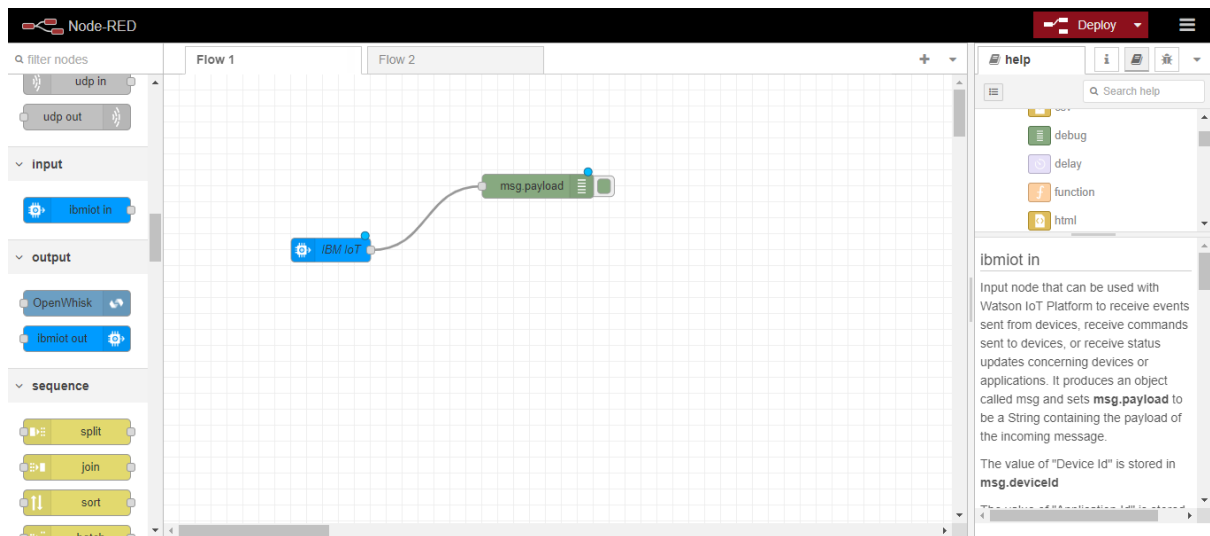 Node-RED
Deploy
filter nodes
Flow 1
Flow 2
help
i
udp in
udp out
input
ibmiot in
output
OpenWhisk
ibmiot out
sequence
split
join
sort
msg.payload
IBM IoT
Search help
debug
delay
function
html
ibmiot in
Input node that can be used with
Watson IoT Platform to receive events
sent from devices, receive commands
sent to devices, or receive status
updates concerning devices or
applications. It produces an object
called msg and sets msg.payload to
be a String containing the payload of
the incoming message.
The value of "Device Id" is stored in
msg.deviceId